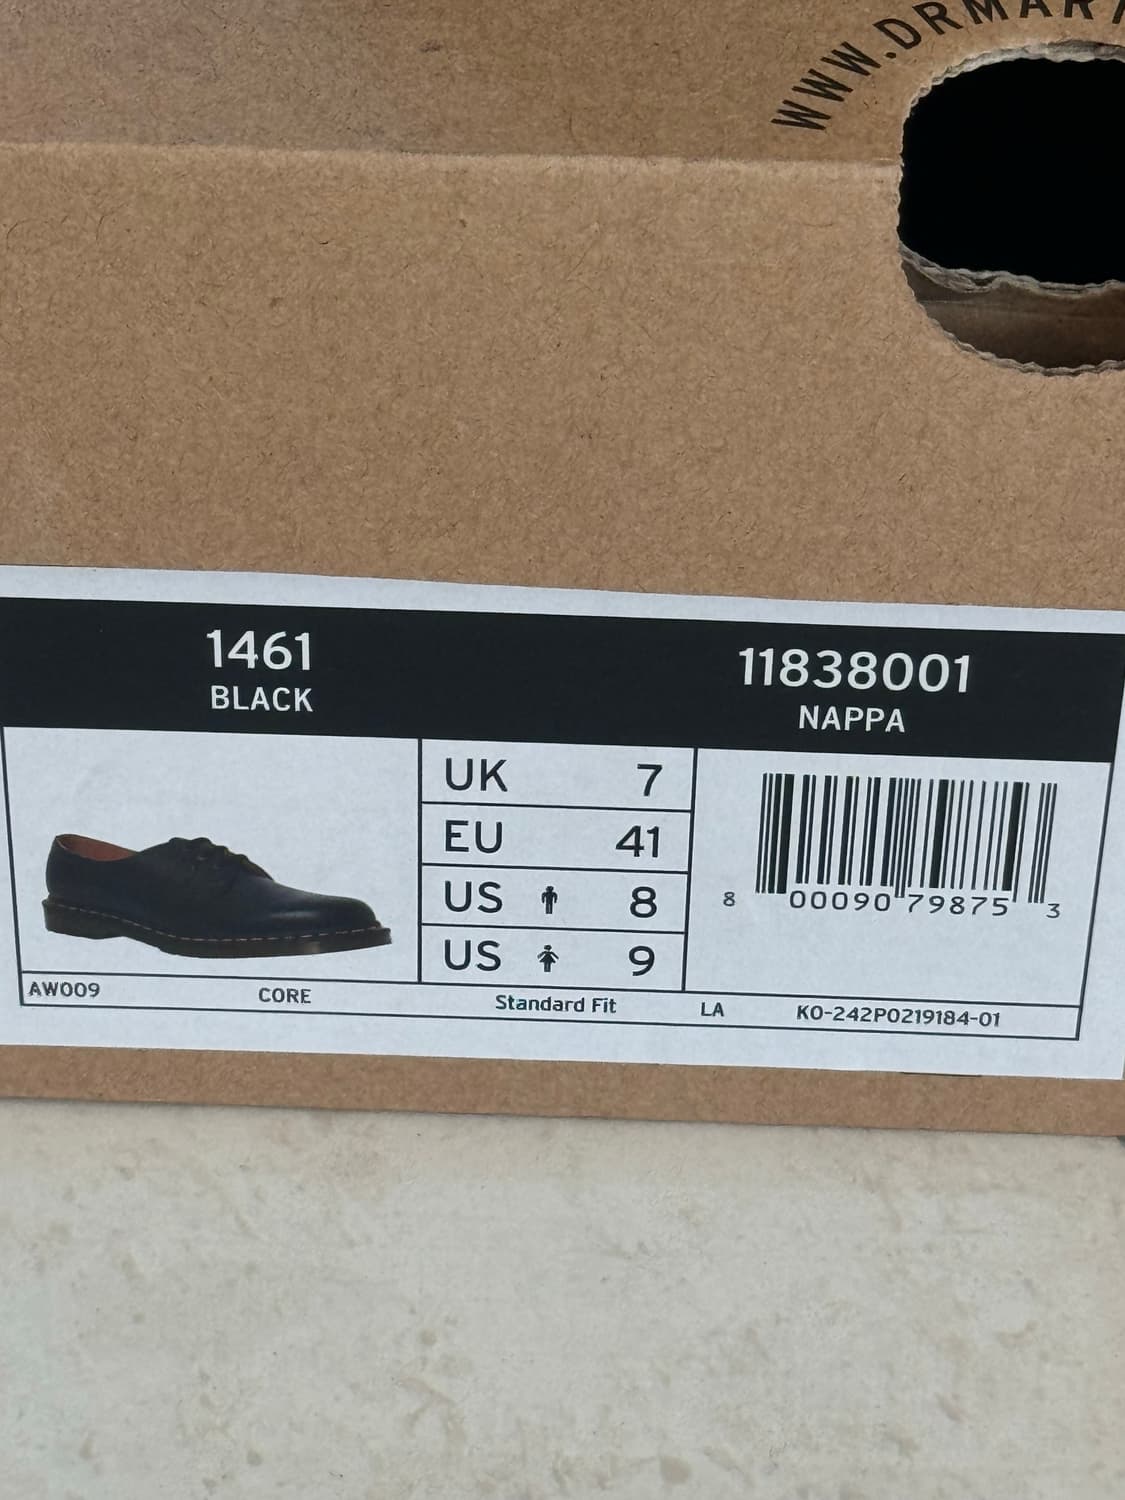 WWW.DRMART
1461
BLACK
11838001
NAPPA
UK 7
EU 41
US 8
US 9
8 00090 79875 3
AW009 CORE Standard Fit LA KO-242P0219184-01